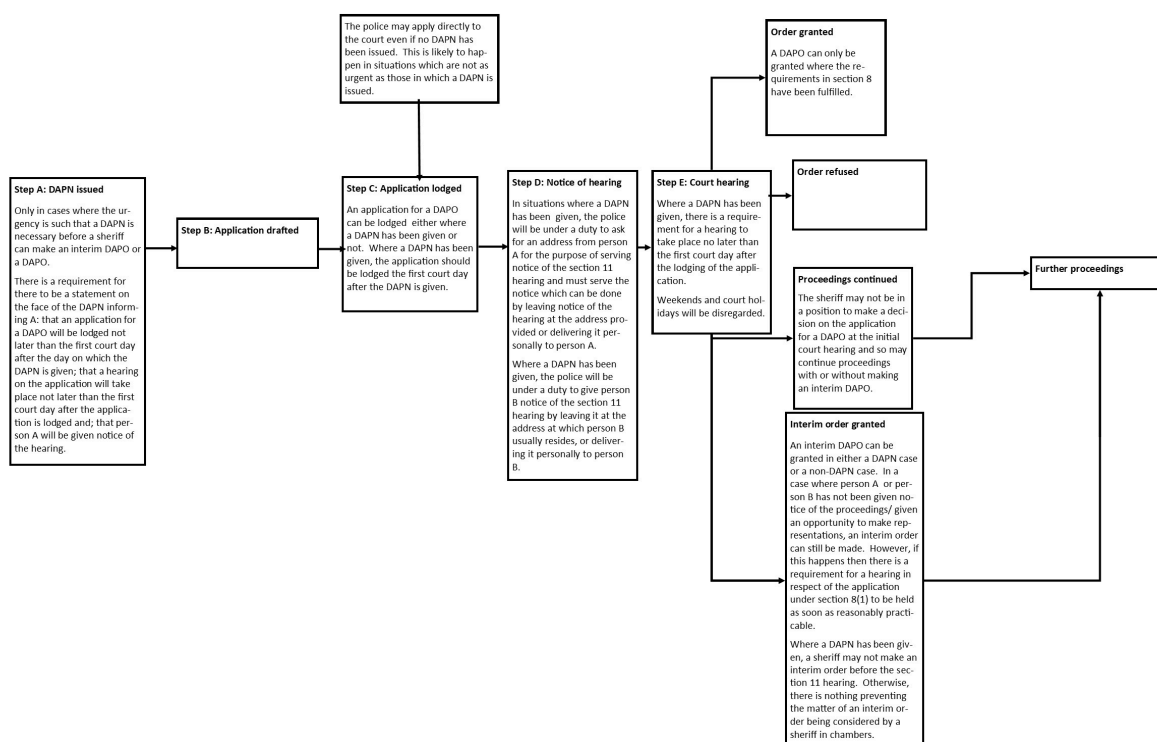 The police may apply directly to
the court even if no DAPN has
been issued.  This is likely to hap-
pen in situations which are not as
urgent as those in which a DAPN is
issued.
Order granted
A DAPO can only be
granted where the re-
quirements in section 8
have been fulfilled.
Step A: DAPN issued
Only in cases where the ur-
gency is such that a DAPN is
necessary before a sheriff
can make an interim DAPO or
a DAPO.
There is a requirement for
there to be a statement on
the face of the DAPN inform-
ing A: that an application for
a DAPO will be lodged not
later than the first court day
after the day on which the
DAPN is given; that a hearing
on the application will take
place not later than the first
court day after the applica-
tion is lodged and; that per-
son A will be given notice of
the hearing.
Step B: Application drafted
Step C: Application lodged
An application for a DAPO
can be lodged  either where
a DAPN has been given or
not.  Where a DAPN has been
given, the application should
be lodged the first court day
after the DAPN is given.
Step D: Notice of hearing
In situations where a DAPN
has been  given, the police
will be under a duty to ask
for an address from person
A for the purpose of serving
notice of the section 11
hearing and must serve the
notice which can be done
by leaving notice of the
hearing at the address pro-
vided or delivering it per-
sonally to person A.
Where a DAPN has been
given, the police will be
under a duty to give person
B notice of the section 11
hearing by leaving it at the
address at which person B
usually resides, or deliver-
ing it personally to person
B.
Step E: Court hearing
Where a DAPN has been
given, there is a require-
ment for a hearing to
take place no later than
the first court day after
the lodging of the appli-
cation.
Weekends and court hol-
idays will be disregarded.
Order refused
Proceedings continued
The sheriff may not be in
a position to make a deci-
sion on the application
for a DAPO at the initial
court hearing and so may
continue proceedings
with or without making
an interim DAPO.
Further proceedings
Interim order granted
An interim DAPO can be
granted in either a DAPN case
or a non-DAPN case.  In a
case where person A  or per-
son B has not been given no-
tice of the proceedings/ given
an opportunity to make rep-
resentations, an interim order
can still be made.  However, if
this happens then there is a
requirement for a hearing in
respect of the application
under section 8(1) to be held
as soon as reasonably practi-
cable.
Where a DAPN has been giv-
en, a sheriff may not make an
interim order before the sec-
tion 11 hearing.  Otherwise,
there is nothing preventing
the matter of an interim or-
der being considered by a
sheriff in chambers.